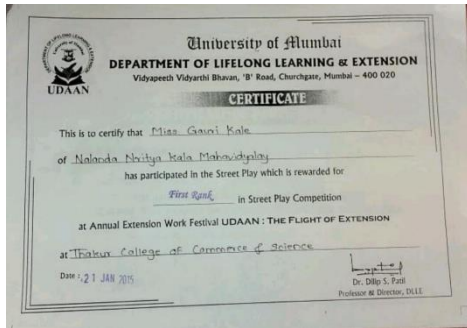 University of Mumbai
DEPARTMENT OF LIFELONG LEARNING & EXTENSION
Vidyapeeth Vidyarthi Bhavan, 'B' Road, Churchgate, Mumbai – 400 020
UDAAN
CERTIFICATE
This is to certify that Miss Gauri Kale
of Nalanda Nritya Kala Mahavidyalay
has participated in the Street Play which is rewarded for
First Rank in Street Play Competition
at Annual Extension Work Festival UDAAN : THE FLIGHT OF EXTENSION
at Thakur College of Commerce & Science
Date : 21 JAN 2015
Dr. Dilip S. Patil
Professor & Director, DLLE